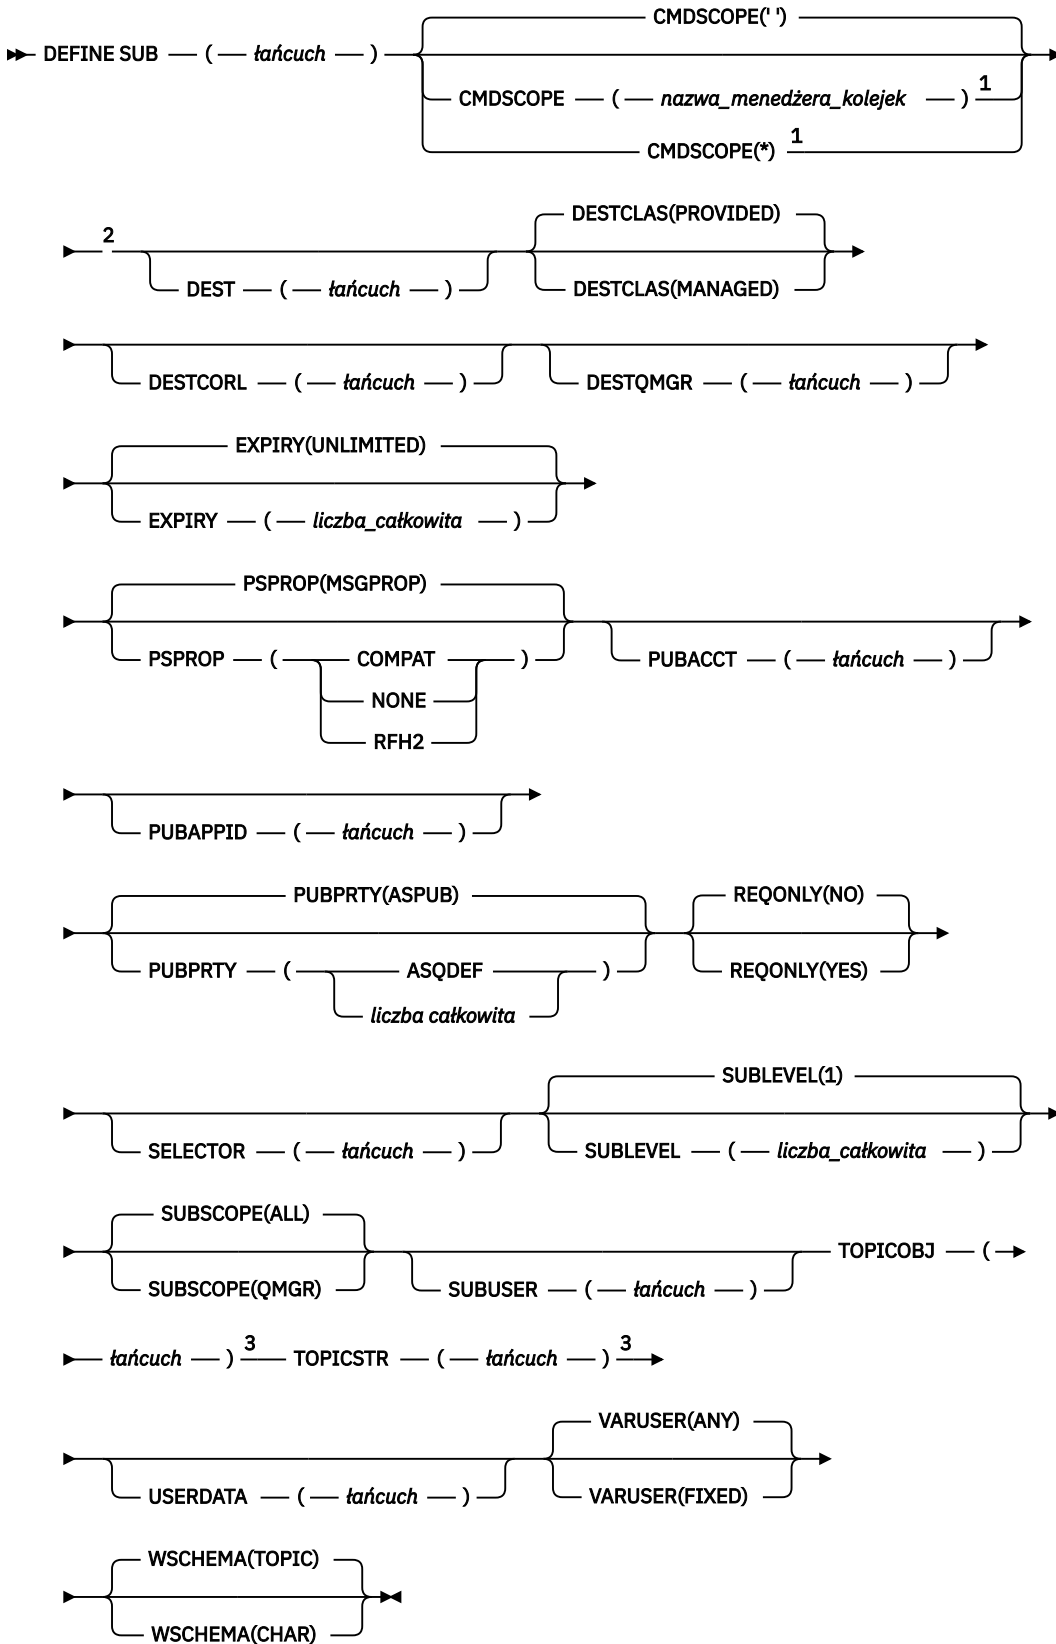 CMDSCOPE(' ')
DEFINE SUB ( łańcuch )
CMDSCOPE ( nazwa_menedżera_kolejek ) 1
CMDSCOPE(*) 1
2
DESTCLAS(PROVIDED)
DEST ( łańcuch ) DESTCLAS(MANAGED)
DESTCORL ( łańcuch ) DESTQMGR ( łańcuch )
EXPIRY(UNLIMITED)
EXPIRY ( liczba_całkowita )
PSPROP(MSGPROP)
PSPROP ( COMPAT ) PUBACCT ( łańcuch )
NONE
RFH2
PUBAPPID ( łańcuch )
PUBPRTY(ASPUB) REQONLY(NO)
PUBPRTY ( ASQDEF ) REQONLY(YES)
liczba całkowita
SUBLEVEL(1)
SELECTOR ( łańcuch ) SUBLEVEL ( liczba_całkowita )
SUBSCOPE(ALL)
TOPICOBJ (
SUBSCOPE(QMGR) SUBUSER ( łańcuch )
łańcuch ) 3 TOPICSTR ( łańcuch ) 3
VARUSER(ANY)
USERDATA ( łańcuch ) VARUSER(FIXED)
WSCHEMA(TOPIC)
WSCHEMA(CHAR)